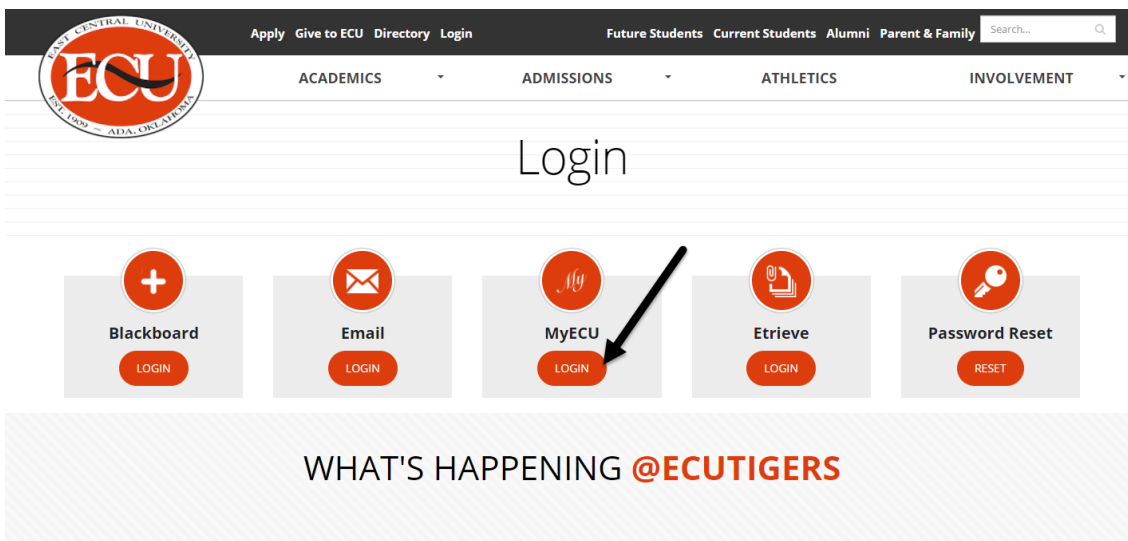 EAST CENTRAL UNIVERSITY
ECU
EST. 1909 – ADA, OKLAHOMA
Apply Give to ECU Directory Login
Future Students Current Students Alumni Parent & Family
Search...
ACADEMICS
ADMISSIONS
ATHLETICS
INVOLVEMENT
Login
My
Blackboard
LOGIN
Email
LOGIN
MyECU
LOGIN
Etrieve
LOGIN
Password Reset
RESET
WHAT'S HAPPENING @ECUTIGERS